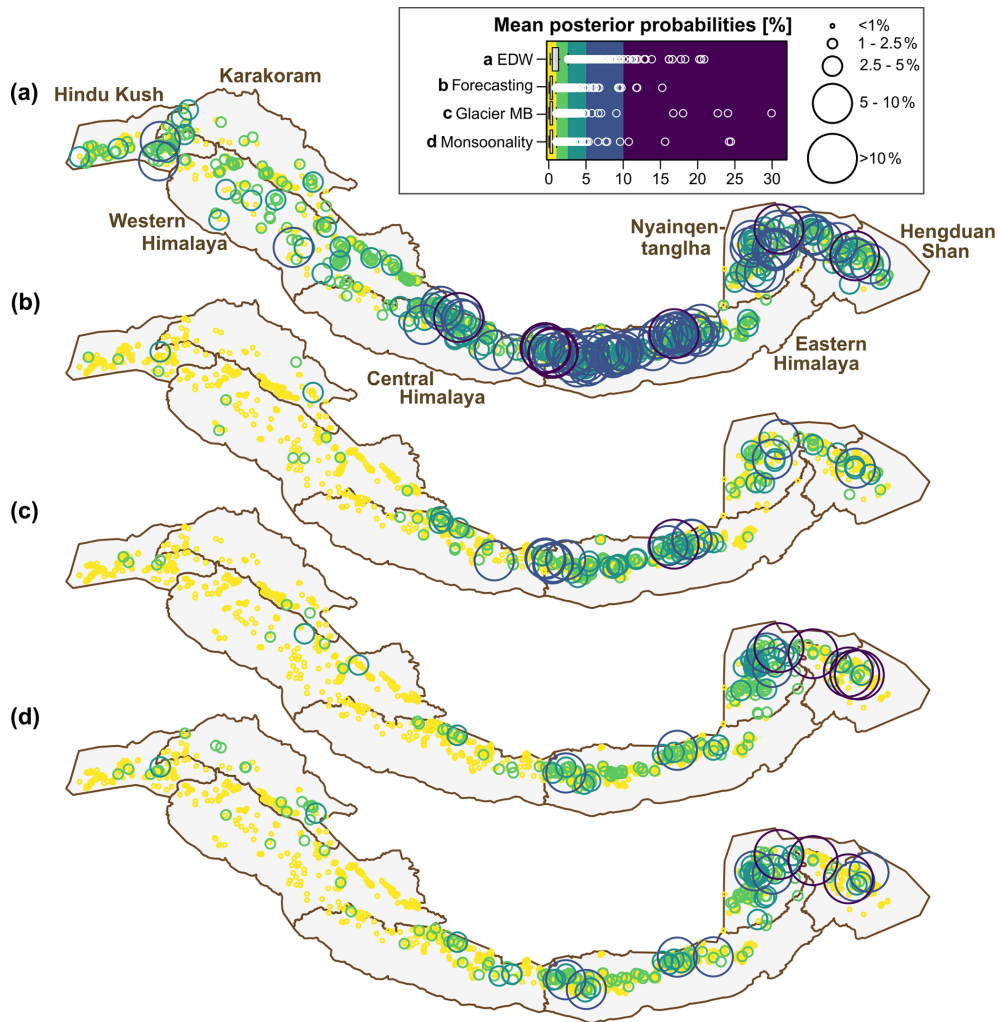 Mean posterior probabilities [%]
a EDW
b Forecasting
c Glacier MB
d Monsoonality
0 5 10 15 20 25 30
<1%
1 - 2.5%
2.5 - 5%
5 - 10%
>10%
(a)
Hindu Kush
Karakoram
Western
Himalaya
Nyainqen-
tanglha
Hengduan
Shan
(b)
Central
Himalaya
Eastern
Himalaya
(c)
(d)